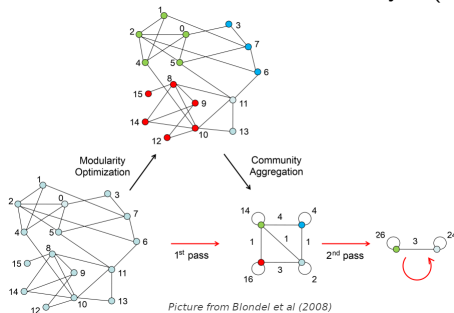 1
2 0 3
7
4 5 6
8
15 9 11
14
12 10 13
Modularity
Optimization
Community
Aggregation
1
2 0 3
7
4 5 6
8
15 9 11
14
12 10 13
1st pass
14 4 4
1 1 1
16 3 2
2nd pass
26 3 24
Picture from Blondel et al (2008)